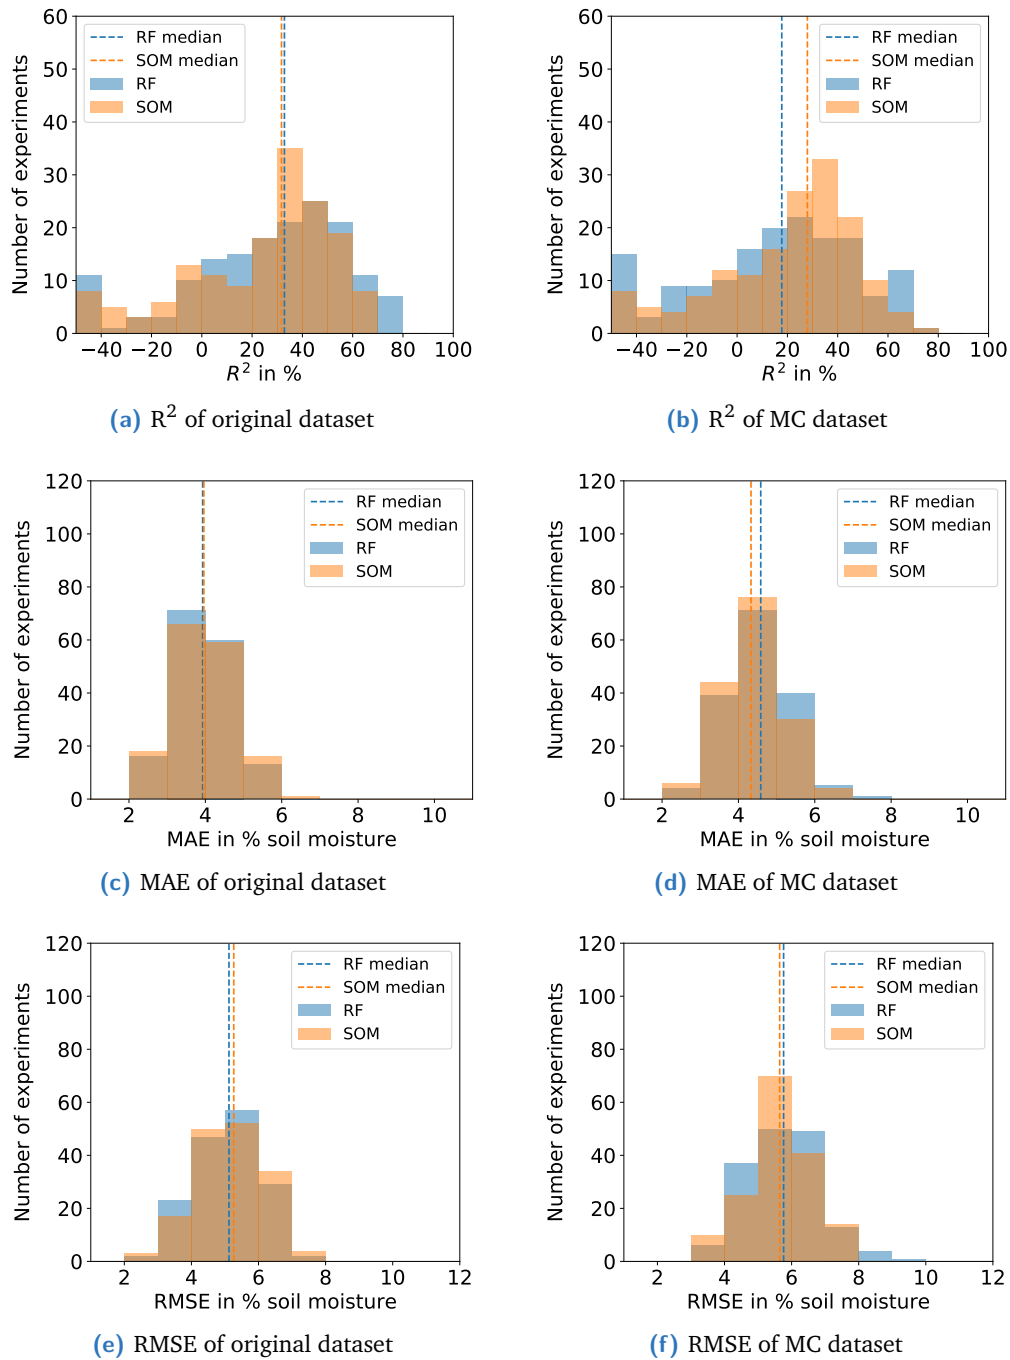 60
50
40
30
20
10
0
Number of experiments
RF median
SOM median
RF
SOM
−40 −20 0 20 40 60 80 100
R² in %
(a) R² of original dataset
60
50
40
30
20
10
0
Number of experiments
RF median
SOM median
RF
SOM
−40 −20 0 20 40 60 80 100
R² in %
(b) R² of MC dataset
120
100
80
60
40
20
0
Number of experiments
RF median
SOM median
RF
SOM
2 4 6 8 10
MAE in % soil moisture
(c) MAE of original dataset
120
100
80
60
40
20
0
Number of experiments
RF median
SOM median
RF
SOM
2 4 6 8 10
MAE in % soil moisture
(d) MAE of MC dataset
120
100
80
60
40
20
0
Number of experiments
RF median
SOM median
RF
SOM
2 4 6 8 10 12
RMSE in % soil moisture
(e) RMSE of original dataset
120
100
80
60
40
20
0
Number of experiments
RF median
SOM median
RF
SOM
2 4 6 8 10 12
RMSE in % soil moisture
(f) RMSE of MC dataset